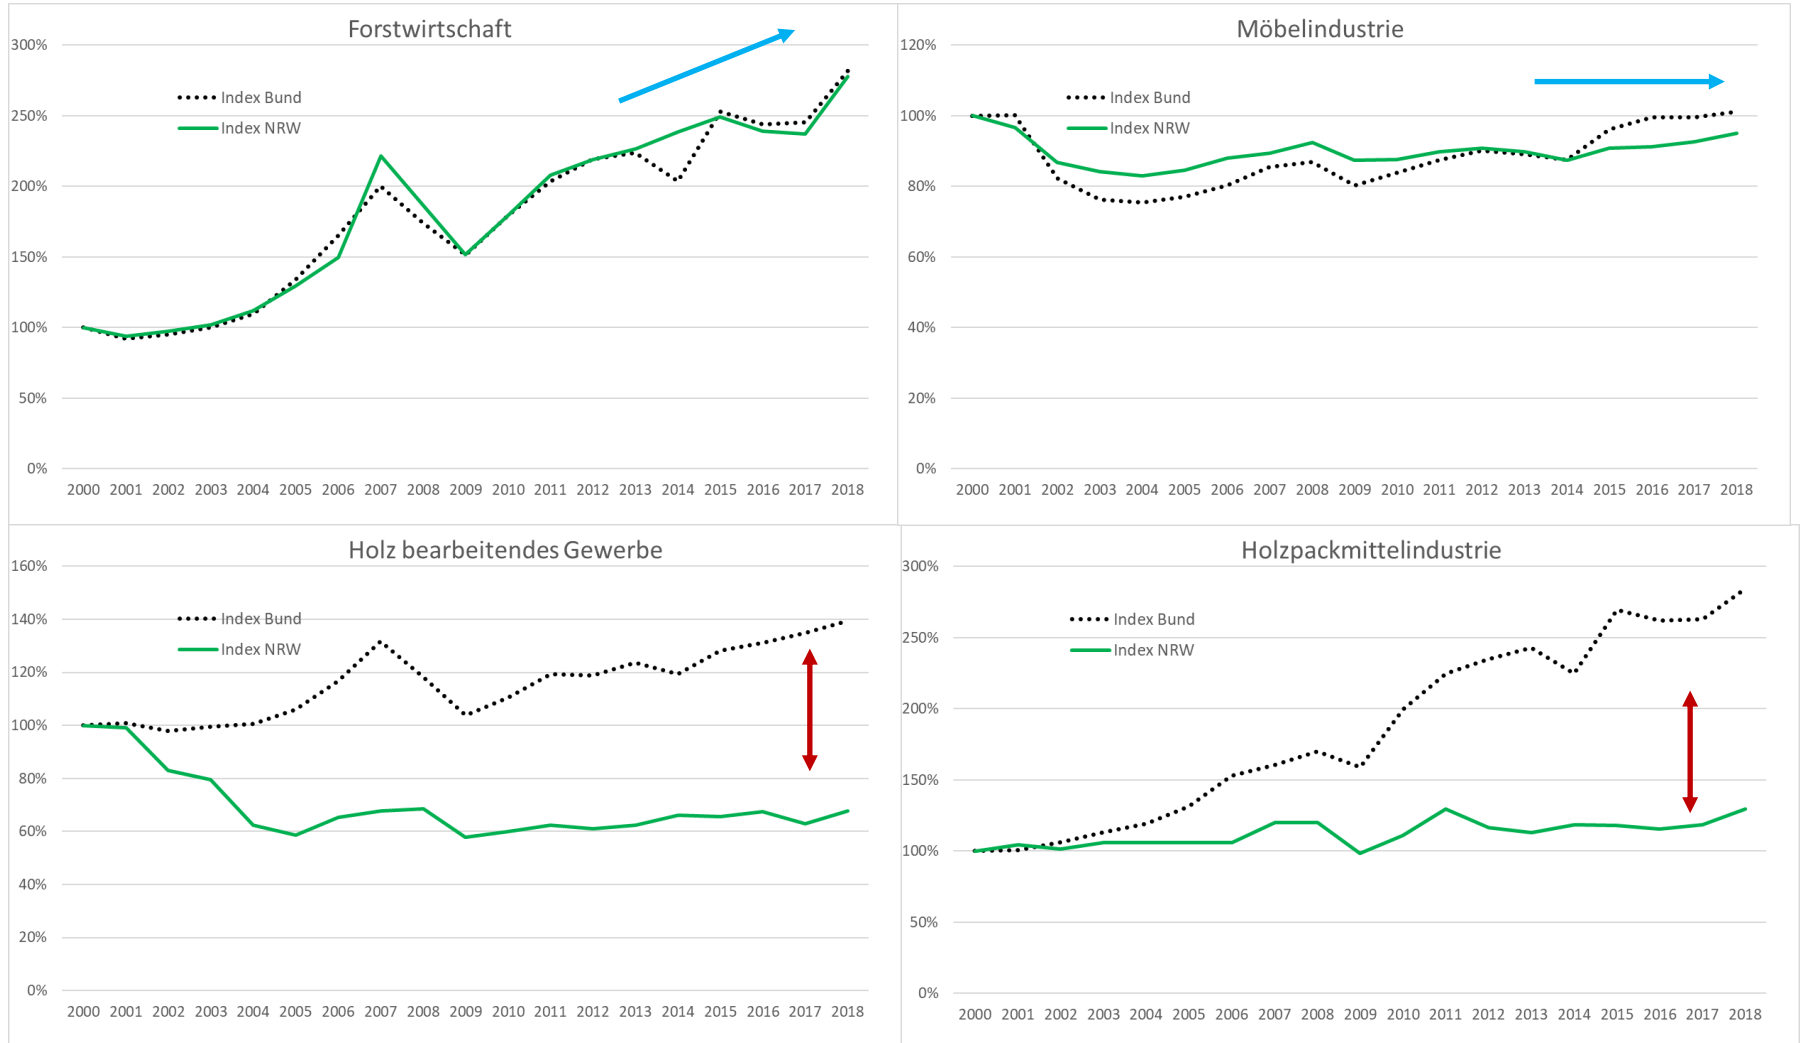 Forstwirtschaft
300%
250%
200%
150%
100%
50%
0%
Index Bund
Index NRW
2000 2001 2002 2003 2004 2005 2006 2007 2008 2009 2010 2011 2012 2013 2014 2015 2016 2017 2018
Möbelindustrie
120%
100%
80%
60%
40%
20%
0%
Index Bund
Index NRW
2000 2001 2002 2003 2004 2005 2006 2007 2008 2009 2010 2011 2012 2013 2014 2015 2016 2017 2018
Holz bearbeitendes Gewerbe
160%
140%
120%
100%
80%
60%
40%
20%
0%
Index Bund
Index NRW
2000 2001 2002 2003 2004 2005 2006 2007 2008 2009 2010 2011 2012 2013 2014 2015 2016 2017 2018
Holzpackmittelindustrie
300%
250%
200%
150%
100%
50%
0%
Index Bund
Index NRW
2000 2001 2002 2003 2004 2005 2006 2007 2008 2009 2010 2011 2012 2013 2014 2015 2016 2017 2018